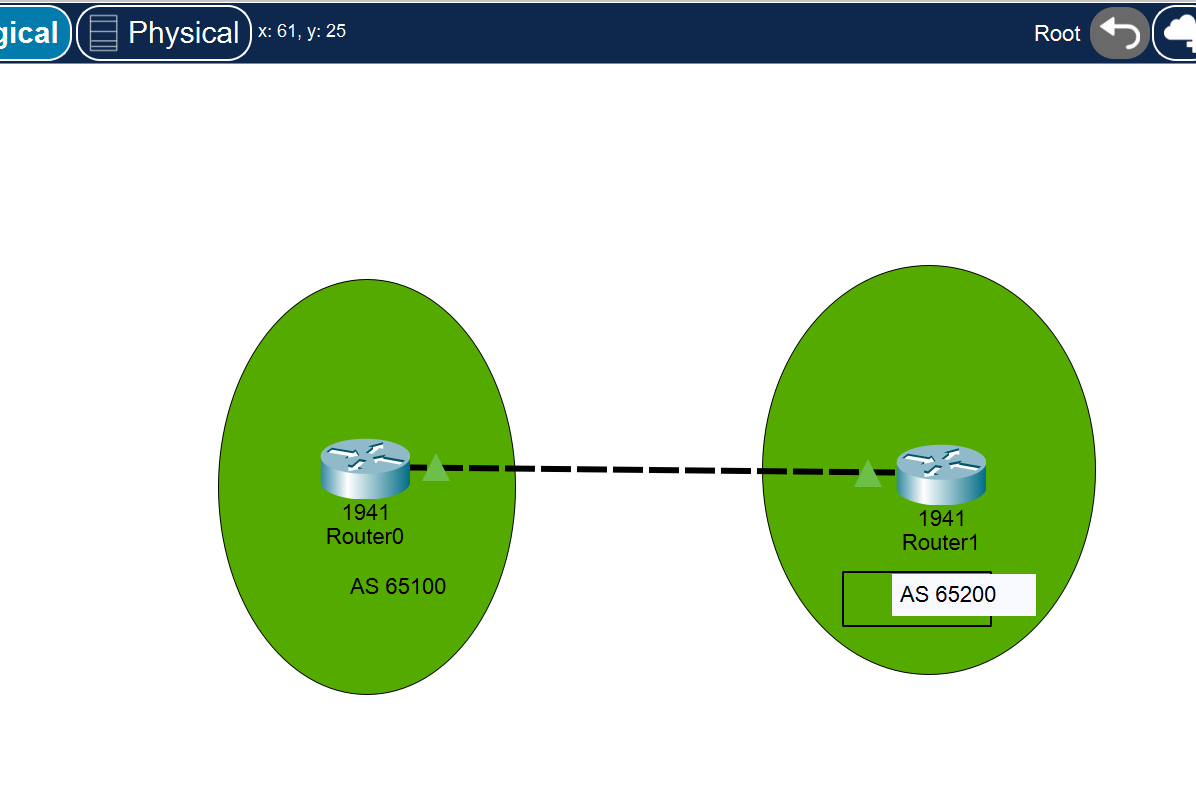 gical Physical x: 61, y: 25 Root
1941
Router0
AS 65100
1941
Router1
AS 65200